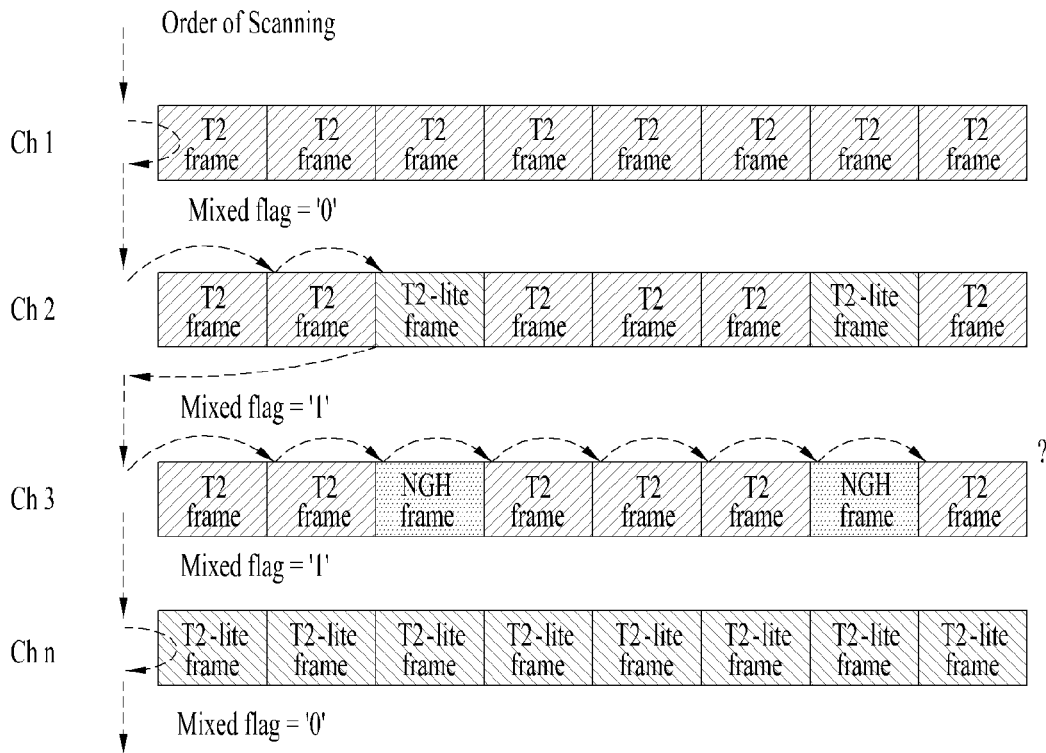 Order of Scanning
Ch 1
T2 frame T2 frame T2 frame T2 frame T2 frame T2 frame T2 frame T2 frame
Mixed flag = '0'
Ch 2
T2 frame T2 frame T2-lite frame T2 frame T2 frame T2 frame T2-lite frame T2 frame
Mixed flag = '1'
?
Ch 3
T2 frame T2 frame NGH frame T2 frame T2 frame T2 frame NGH frame T2 frame
Mixed flag = '1'
Ch n
T2-lite frame T2-lite frame T2-lite frame T2-lite frame T2-lite frame T2-lite frame T2-lite frame T2-lite frame
Mixed flag = '0'